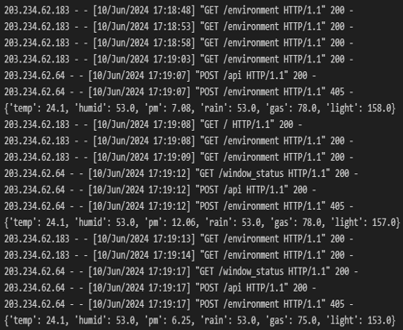 203.234.62.183 - - [10/Jun/2024 17:18:48] "GET /environment HTTP/1.1" 200 -
203.234.62.183 - - [10/Jun/2024 17:18:53] "GET /environment HTTP/1.1" 200 -
203.234.62.183 - - [10/Jun/2024 17:18:58] "GET /environment HTTP/1.1" 200 -
203.234.62.183 - - [10/Jun/2024 17:19:03] "GET /environment HTTP/1.1" 200 -
203.234.62.64 - - [10/Jun/2024 17:19:07] "POST /api HTTP/1.1" 200 -
203.234.62.64 - - [10/Jun/2024 17:19:07] "POST /environment HTTP/1.1" 405 -
{'temp': 24.1, 'humid': 53.0, 'pm': 7.08, 'rain': 53.0, 'gas': 78.0, 'light': 158.0}
203.234.62.183 - - [10/Jun/2024 17:19:08] "GET / HTTP/1.1" 200 -
203.234.62.183 - - [10/Jun/2024 17:19:08] "GET /environment HTTP/1.1" 200 -
203.234.62.183 - - [10/Jun/2024 17:19:09] "GET /environment HTTP/1.1" 200 -
203.234.62.64 - - [10/Jun/2024 17:19:12] "GET /window_status HTTP/1.1" 200 -
203.234.62.64 - - [10/Jun/2024 17:19:12] "POST /api HTTP/1.1" 200 -
203.234.62.64 - - [10/Jun/2024 17:19:12] "POST /environment HTTP/1.1" 405 -
{'temp': 24.1, 'humid': 53.0, 'pm': 12.06, 'rain': 53.0, 'gas': 78.0, 'light': 157.0}
203.234.62.183 - - [10/Jun/2024 17:19:13] "GET /environment HTTP/1.1" 200 -
203.234.62.183 - - [10/Jun/2024 17:19:14] "GET /environment HTTP/1.1" 200 -
203.234.62.64 - - [10/Jun/2024 17:19:17] "GET /window_status HTTP/1.1" 200 -
203.234.62.64 - - [10/Jun/2024 17:19:17] "POST /api HTTP/1.1" 200 -
203.234.62.64 - - [10/Jun/2024 17:19:17] "POST /environment HTTP/1.1" 405 -
{'temp': 24.1, 'humid': 53.0, 'pm': 6.25, 'rain': 53.0, 'gas': 75.0, 'light': 153.0}